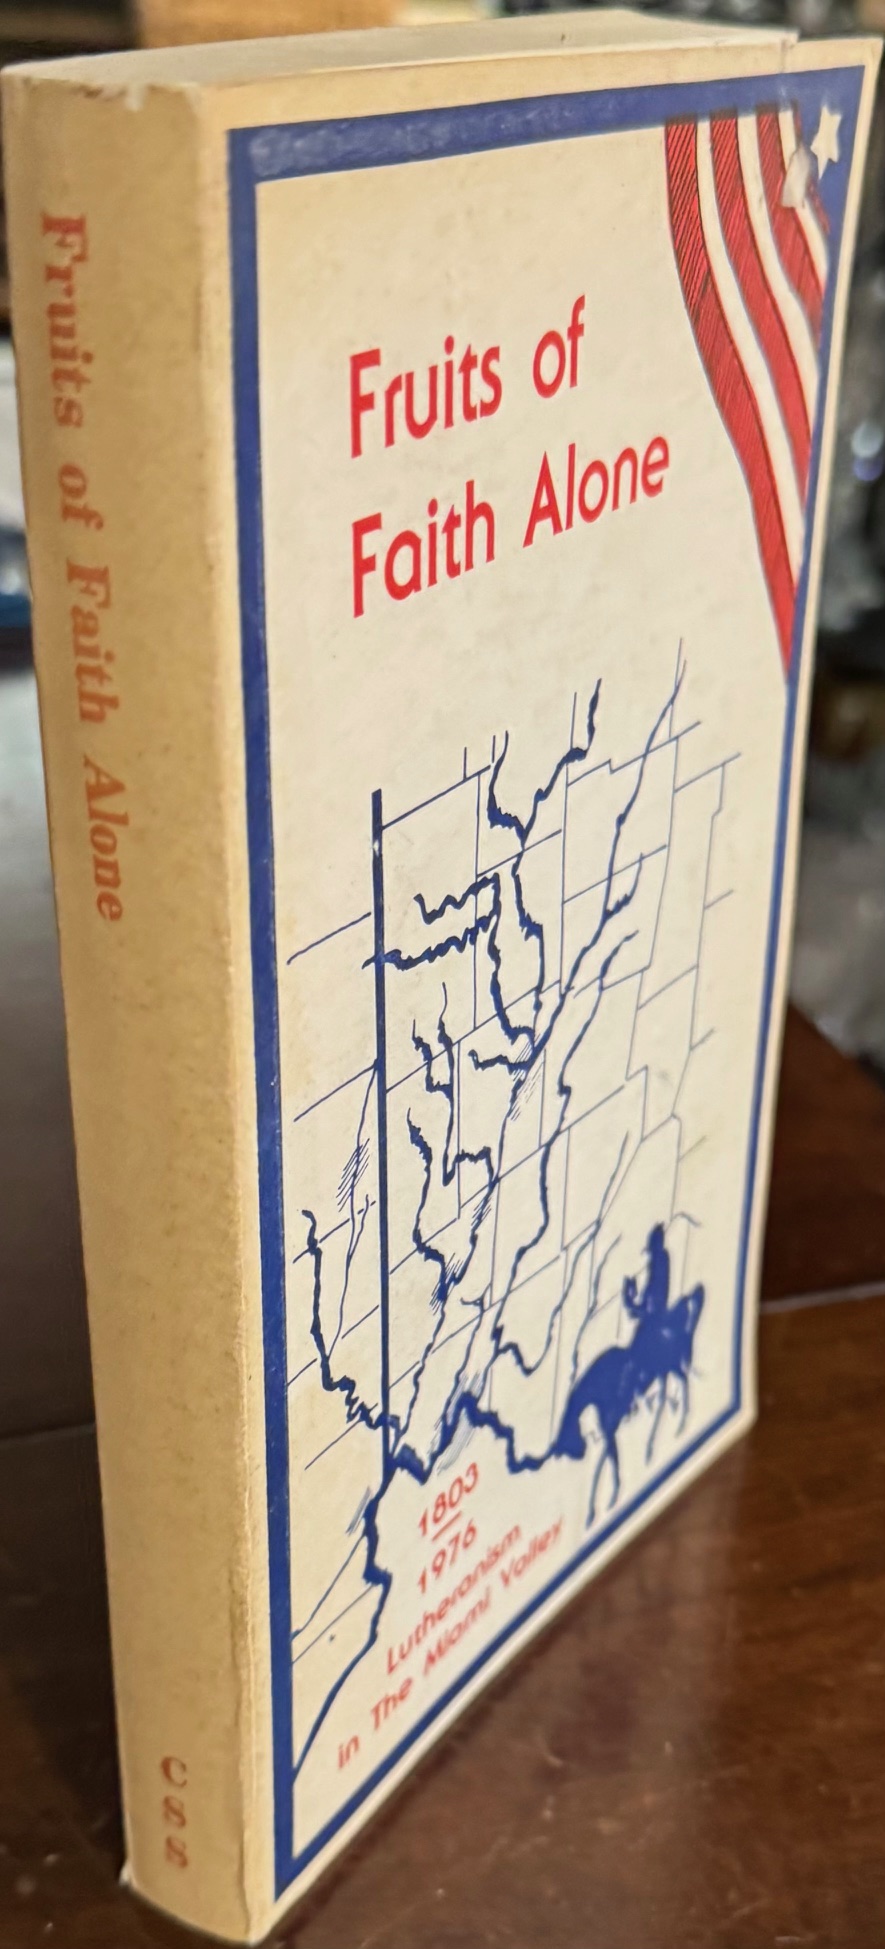 Fruits of Faith Alone
CSS
Fruits of
Faith Alone
1803
1976
Lutheranism
in The Miami Valley